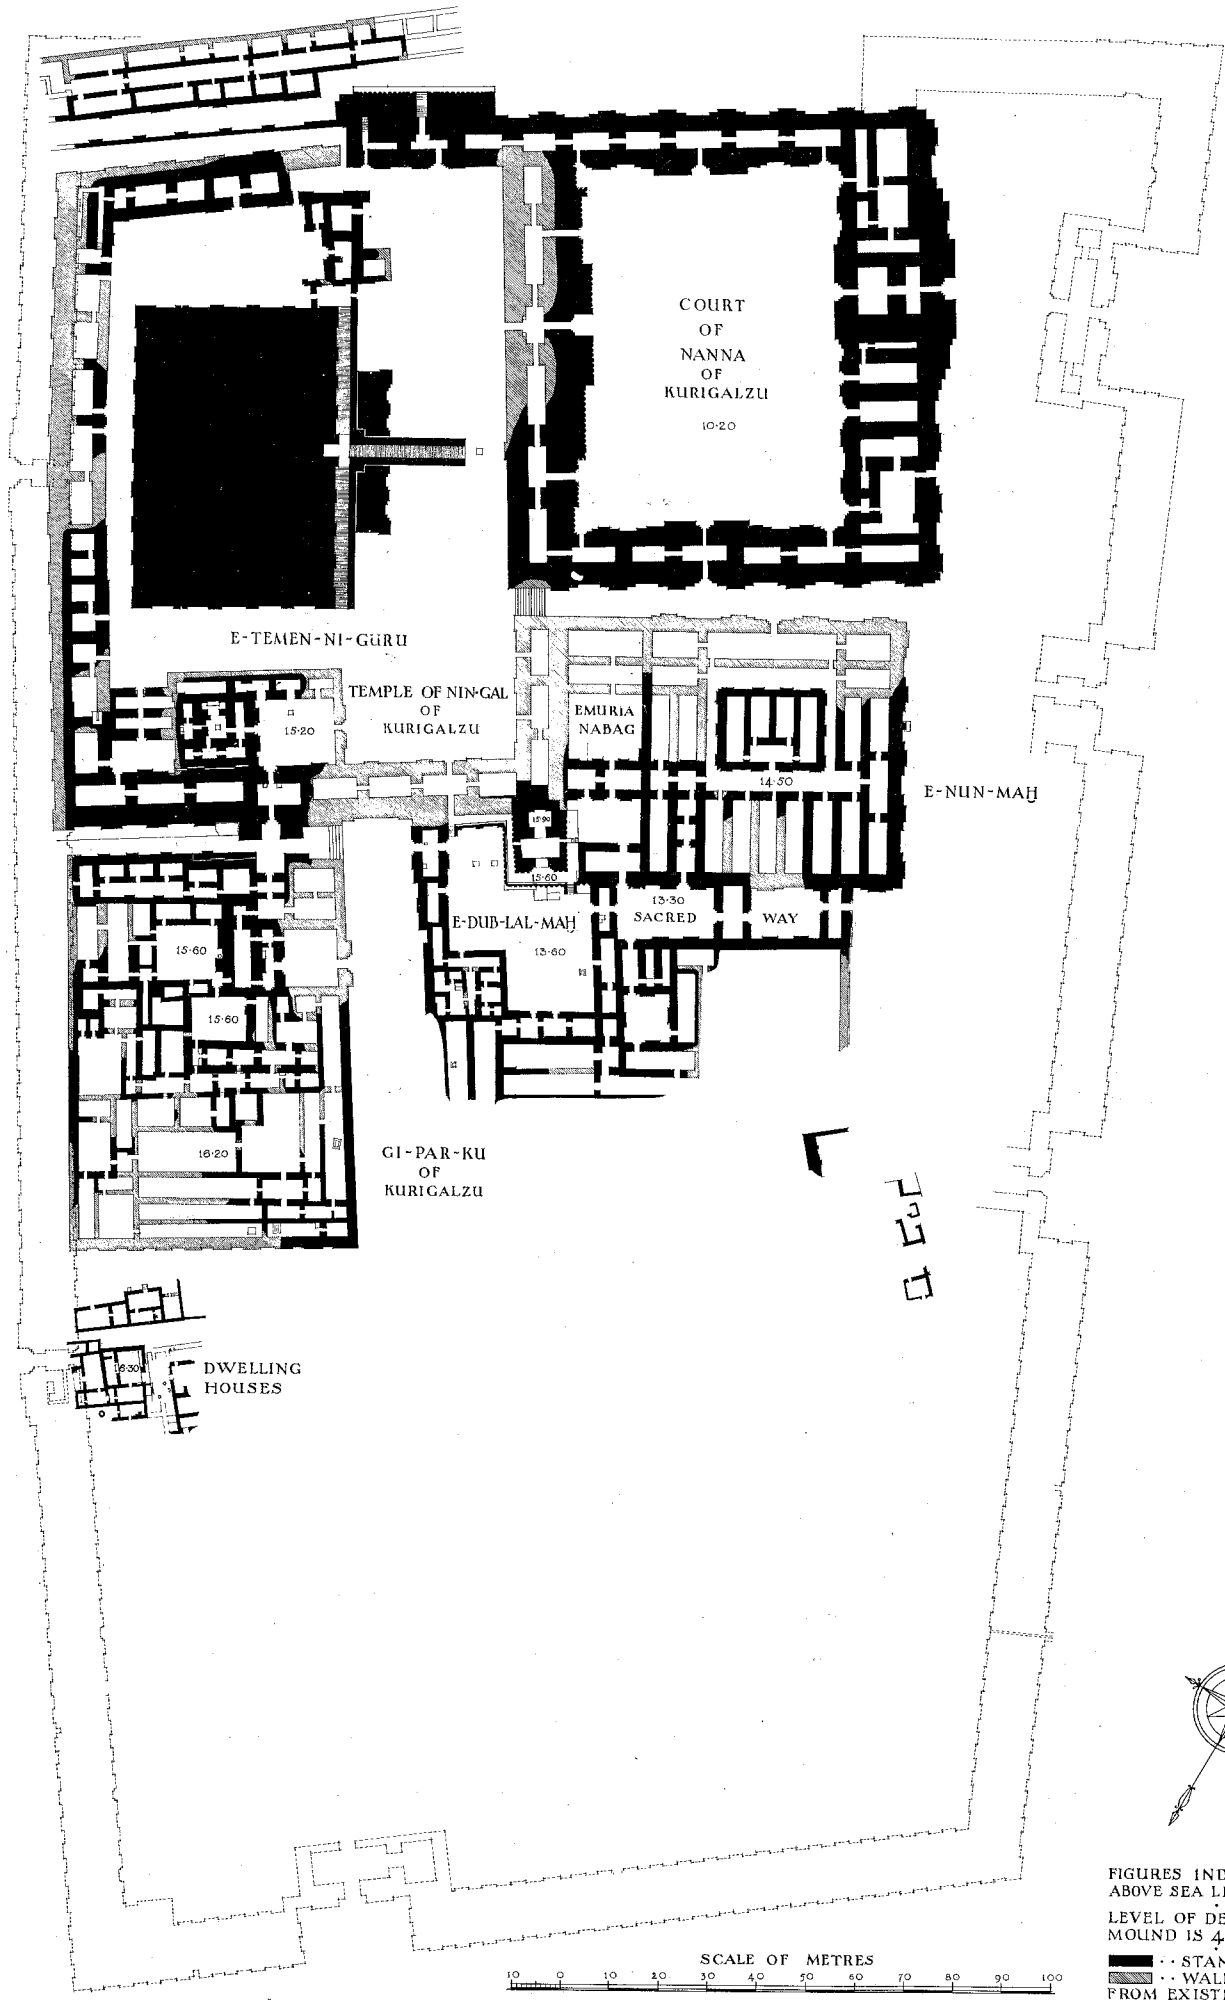 COURT
OF
NANNA
OF
KURIGALZU
10·20
E-TEMEN-NI-GURU
TEMPLE OF NIN·GAL
OF
KURIGALZU
15·20
EMURIA
NABAG
14·50
E-NUN-MAḪ
15·90
15·60
13·30
SACRED WAY
E-DUB-LAL-MAḪ
13·60
15·60
15·60
16·20
GI-PAR-KU
OF
KURIGALZU
16·30
DWELLING
HOUSES
FIGURES IND
ABOVE SEA L
LEVEL OF DE
MOUND IS 4
STAN
WAL
FROM EXIST
SCALE OF METRES
10 0 10 20 30 40 50 60 70 80 90 100